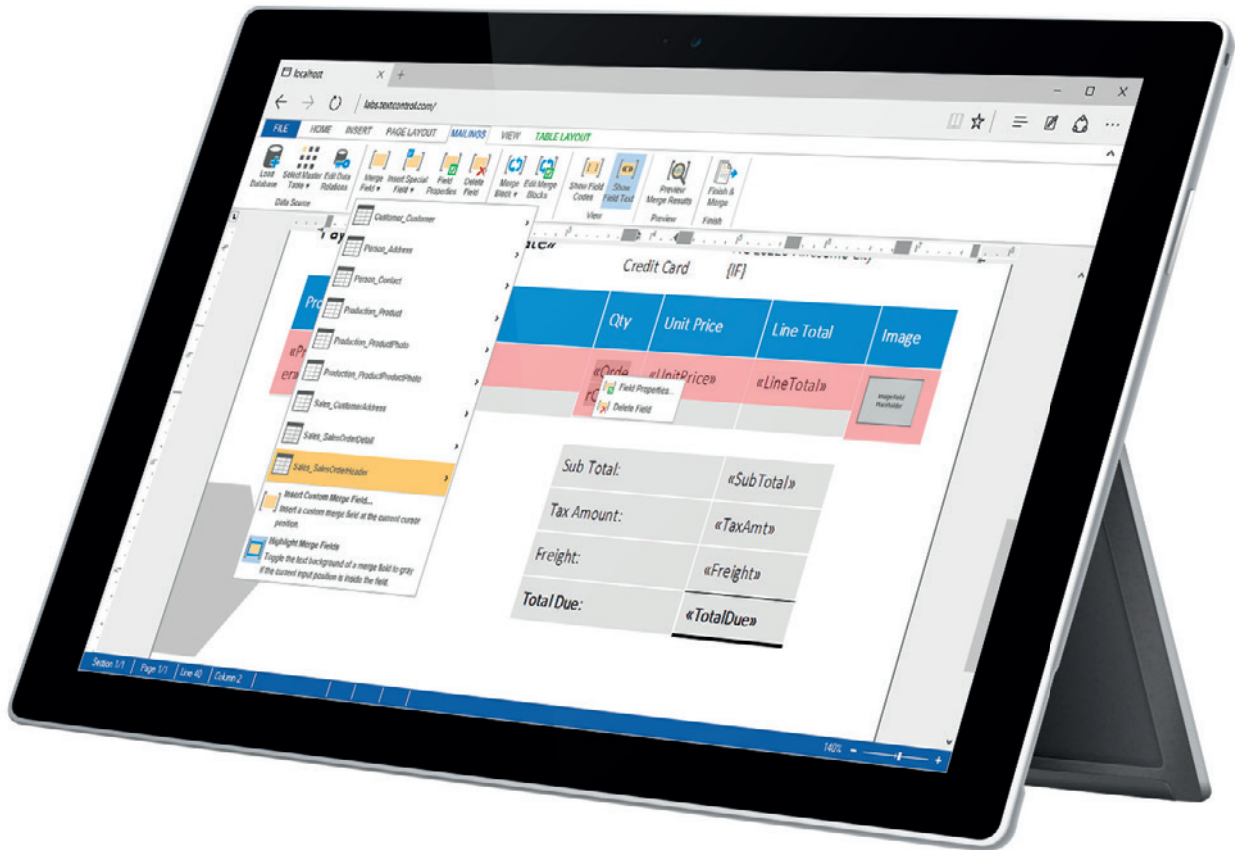 localhost
labs.textcontrol.com/
FILE HOME INSERT PAGE LAYOUT MAILINGS VIEW TABLE LAYOUT
Load Database
Select Master Table
Edit Data Relations
Merge Field
Insert Special Field
Field Properties
Delete Field
Merge Block
Edit Merge Blocks
Show Field Codes
Show Field Text
Preview Merge Results
Finish & Merge
Data Source
View
Preview
Finish
Customer_Customer
Person_Address
Person_Contact
Production_Product
Production_ProductPhoto
Production_ProductProductPhoto
Sales_CustomerAddress
Sales_SalesOrderDetail
Sales_SalesOrderHeader
Insert Custom Merge Field...
Insert a custom merge field at the current cursor
position.
Highlight Merge Fields
Toggle the text background of a merge field to gray
if the current input position is inside the field.
Credit Card {IF}
Qty Unit Price Line Total Image
«UnitPrice» «LineTotal»
Image Field
Placeholder
Field Properties...
Delete Field
Sub Total: «SubTotal»
Tax Amount: «TaxAmt»
Freight: «Freight»
Total Due: «TotalDue»
Section 1/1 Page 1/1 Line 40 Column 2
140% - +